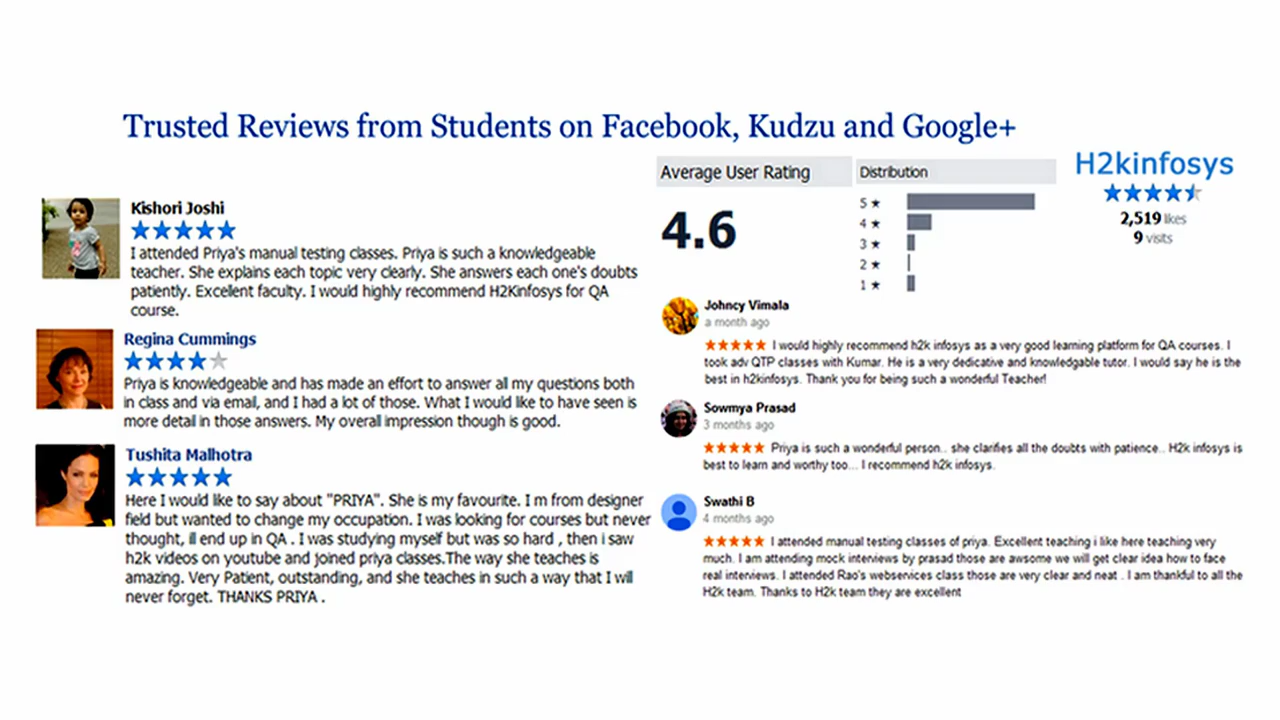 Trusted Reviews from Students on Facebook, Kudzu and Google+
Kishori Joshi
I attended Priya's manual testing classes. Priya is such a knowledgeable
teacher. She explains each topic very clearly. She answers each one's doubts
patiently. Excellent faculty. I would highly recommend H2Kinfosys for QA
course.
Regina Cummings
Priya is knowledgeable and has made an effort to answer all my questions both
in class and via email, and I had a lot of those. What I would like to have seen is
more detail in those answers. My overall impression though is good.
Tushita Malhotra
Here I would like to say about "PRIYA". She is my favourite. I m from designer
field but wanted to change my occupation. I was looking for courses but never
thought, ill end up in QA . I was studying myself but was so hard , then i saw
h2k videos on youtube and joined priya classes.The way she teaches is
amazing. Very Patient, outstanding, and she teaches in such a way that I will
never forget. THANKS PRIYA .
Average User Rating
4.6
Distribution
5 ★
4 ★
3 ★
2 ★
1 ★
H2kinfosys
2,519 likes
9 visits
Johncy Vimala
a month ago
I would highly recommend h2k infosys as a very good learning platform for QA courses. I
took adv QTP classes with Kumar. He is a very dedicative and knowledgable tutor. I would say he is the
best in h2kinfosys. Thank you for being such a wonderful Teacher!
Sowmya Prasad
3 months ago
Priya is such a wonderful person.. she clarifies all the doubts with patience.. H2k infosys is
best to learn and worthy too... I recommend h2k infosys.
Swathi B
4 months ago
I attended manual testing classes of priya. Excellent teaching i like here teaching very
much. I am attending mock interviews by prasad those are awsome we will get clear idea how to face
real interviews. I attended Rao's webservices class those are very clear and neat . I am thankful to all the
H2k team. Thanks to H2k team they are excellent